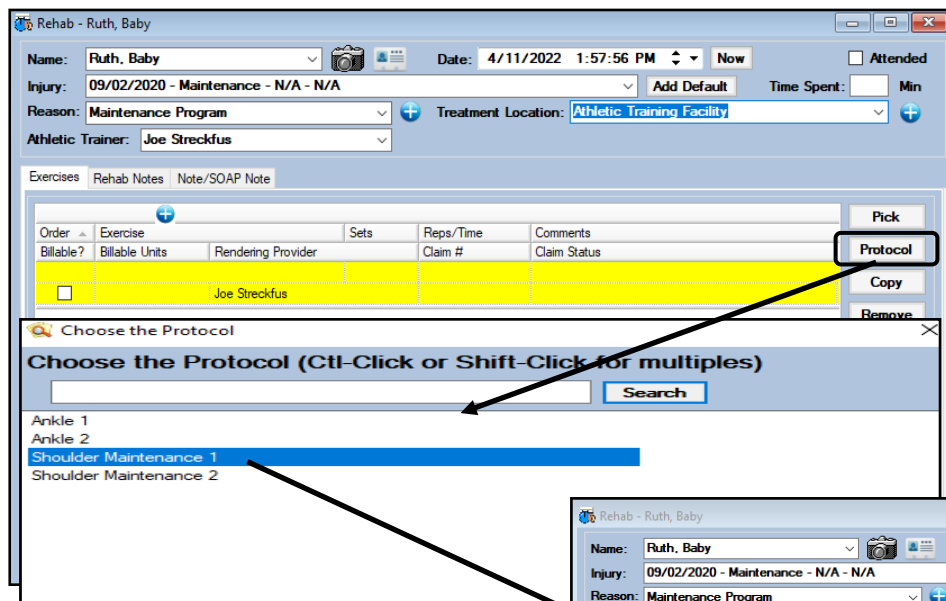 Rehab - Ruth, Baby
Name: Ruth, Baby Date: 4/11/2022 1:57:56 PM Now Attended
Injury: 09/02/2020 - Maintenance - N/A - N/A Add Default Time Spent: Min
Reason: Maintenance Program Treatment Location: Athletic Training Facility
Athletic Trainer: Joe Streckfus
Exercises Rehab Notes Note/SOAP Note
Pick
Order Exercise Sets Reps/Time Comments
Billable? Billable Units Rendering Provider Claim # Claim Status
Protocol
Copy
Joe Streckfus
Remove
Choose the Protocol
Choose the Protocol (Ctl-Click or Shift-Click for multiples)
Search
Ankle 1
Ankle 2
Shoulder Maintenance 1
Shoulder Maintenance 2
Rehab - Ruth, Baby
Name: Ruth, Baby
Injury: 09/02/2020 - Maintenance - N/A - N/A
Reason: Maintenance Program